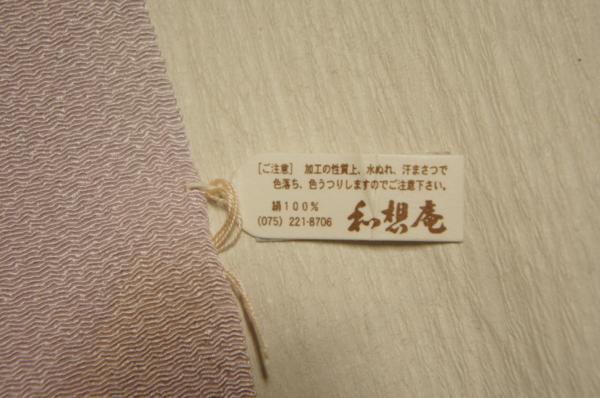 [ご注意] 加工の性質上、水ぬれ、汗まさつで
色落ち、色うつりしますのでご注意下さい。
絹100%
(075) 221-8706
和想庵